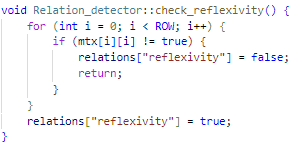 void Relation_detector::check_reflexivity() {
    for (int i = 0; i < ROW; i++) {
        if (mtx[i][i] != true) {
            relations["reflexivity"] = false;
            return;
        }
    }
    relations["reflexivity"] = true;
}